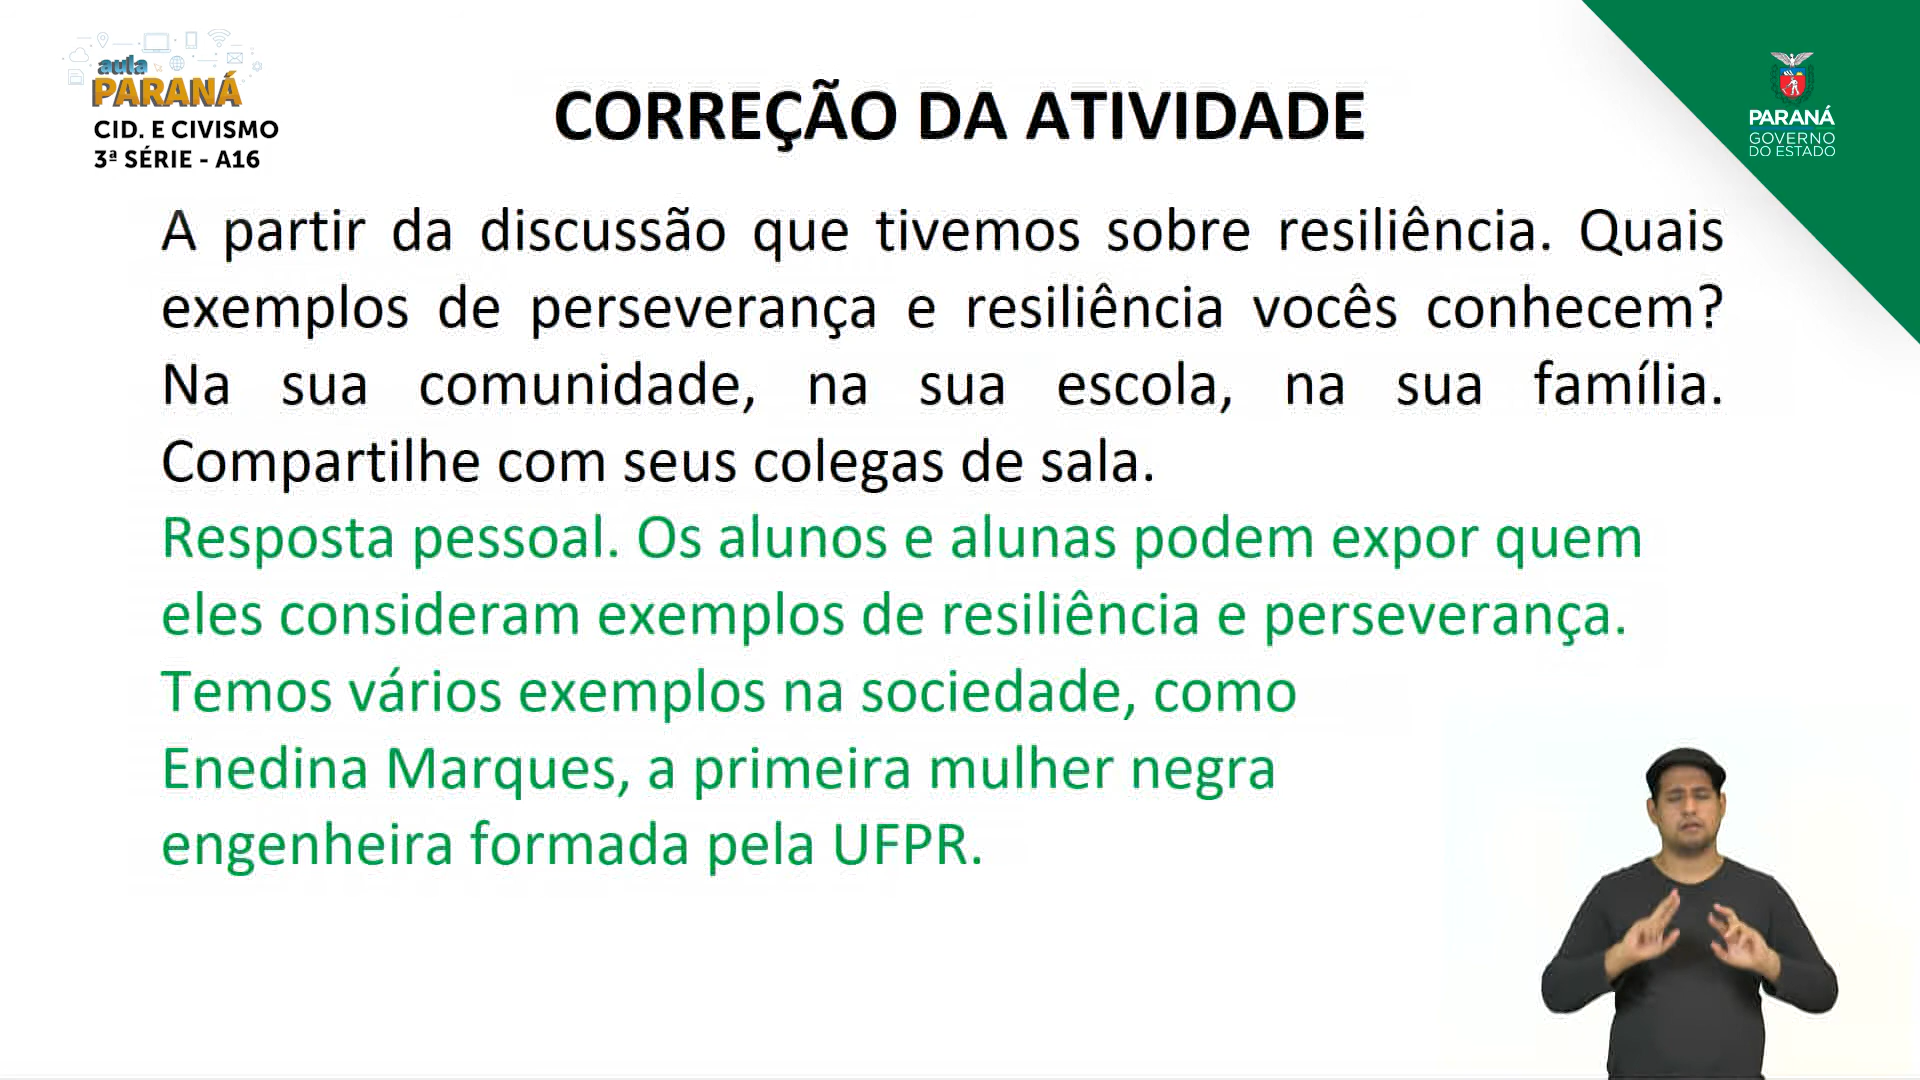 aula
PARANÁ
CID. E CIVISMO
3ª SÉRIE - A16
CORREÇÃO DA ATIVIDADE
PARANÁ
GOVERNO
DO ESTADO
A partir da discussão que tivemos sobre resiliência. Quais
exemplos de perseverança e resiliência vocês conhecem?
Na sua comunidade, na sua escola, na sua família.
Compartilhe com seus colegas de sala.
Resposta pessoal. Os alunos e alunas podem expor quem
eles consideram exemplos de resiliência e perseverança.
Temos vários exemplos na sociedade, como
Enedina Marques, a primeira mulher negra
engenheira formada pela UFPR.